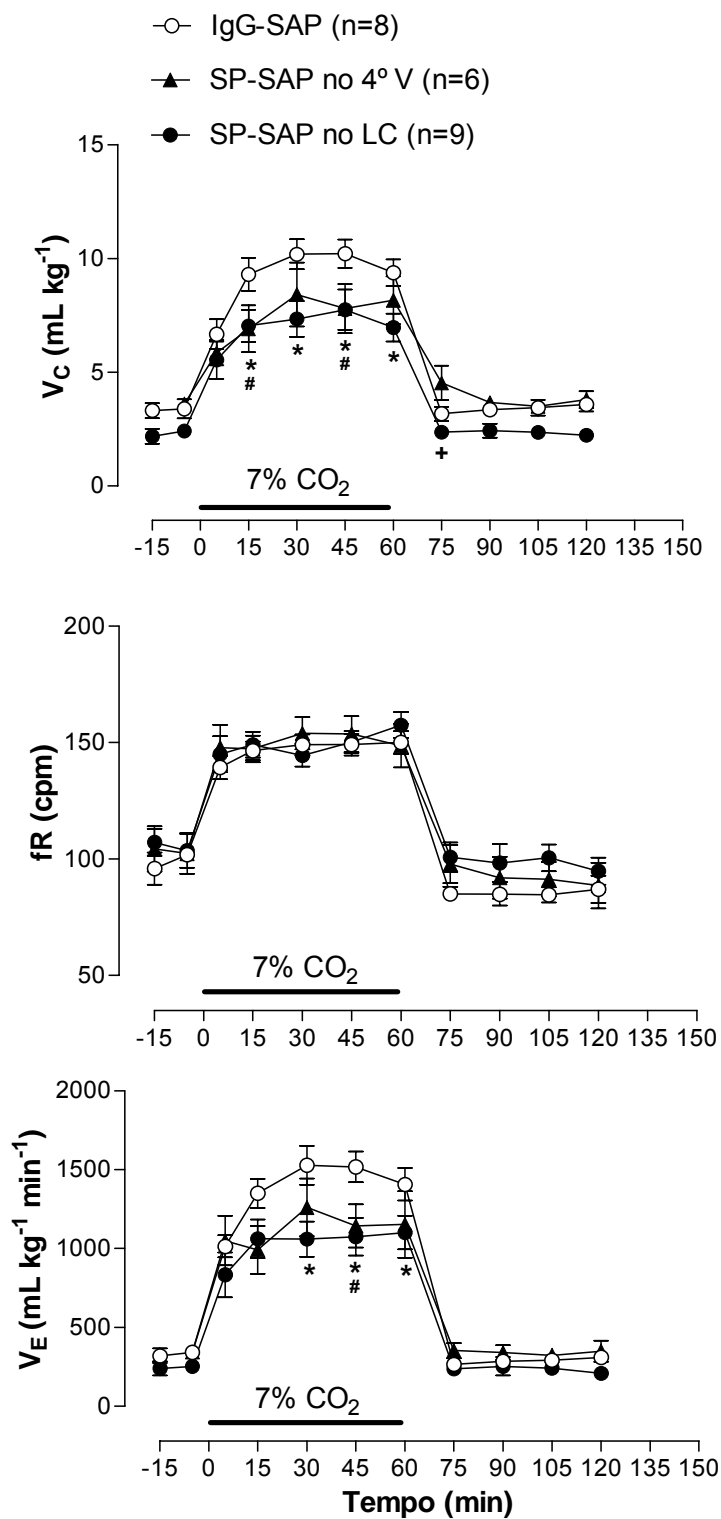 IgG-SAP (n=8)
SP-SAP no 4º V (n=6)
SP-SAP no LC (n=9)
15
10
5
0
V_C (mL kg⁻¹)
* * * *
# #
+
7% CO₂
-15 0 15 30 45 60 75 90 105 120 135 150
200
150
100
50
fR (cpm)
7% CO₂
-15 0 15 30 45 60 75 90 105 120 135 150
2000
1500
1000
500
0
V_E (mL kg⁻¹ min⁻¹)
* * *
#
7% CO₂
-15 0 15 30 45 60 75 90 105 120 135 150
Tempo (min)